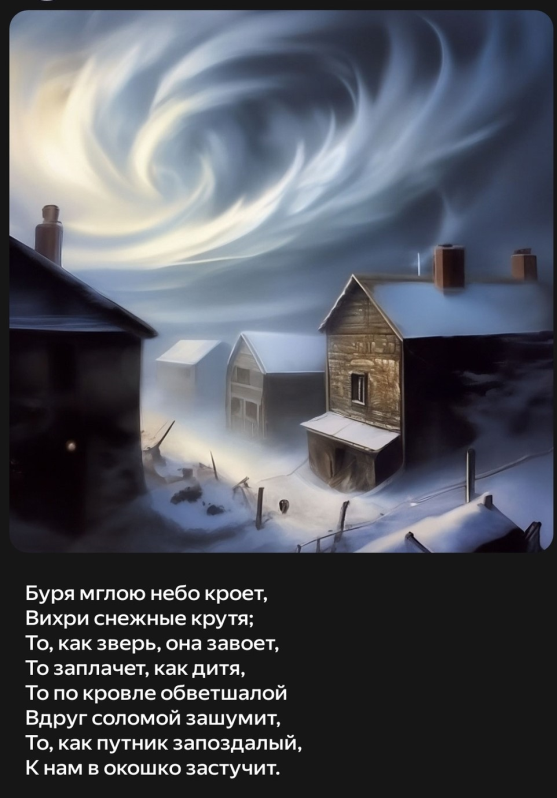 Буря мглою небо кроет,
Вихри снежные крутя;
То, как зверь, она завоет,
То заплачет, как дитя,
То по кровле обветшалой
Вдруг соломой зашумит,
То, как путник запоздалый,
К нам в окошко застучит.